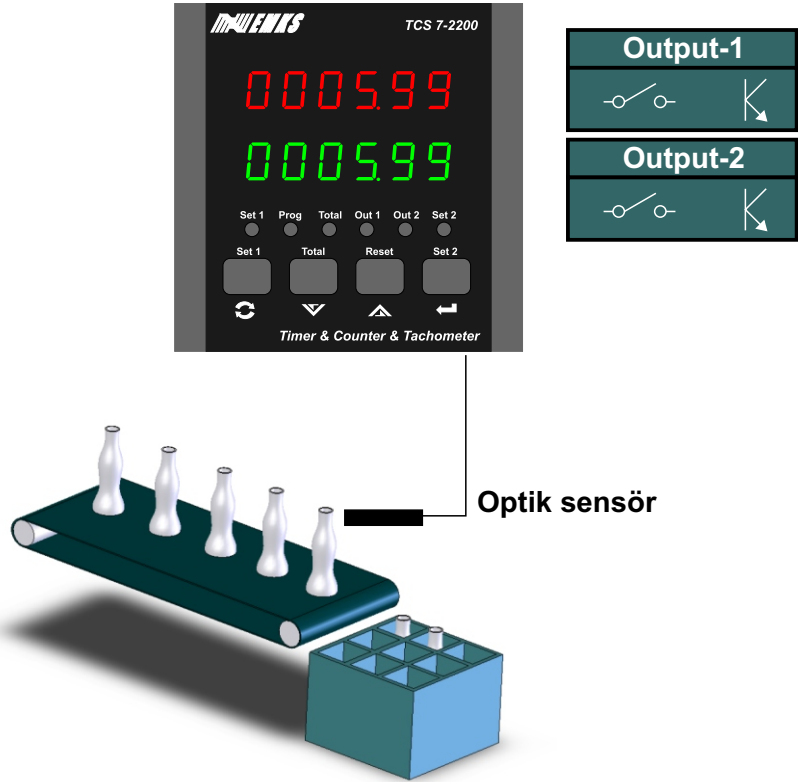 ENKS
TCS 7-2200
0005.99
0005.99
Set 1 Prog Total Out 1 Out 2 Set 2
Set 1 Total Reset Set 2
Timer & Counter & Tachometer
Output-1
Output-2
Optik sensör